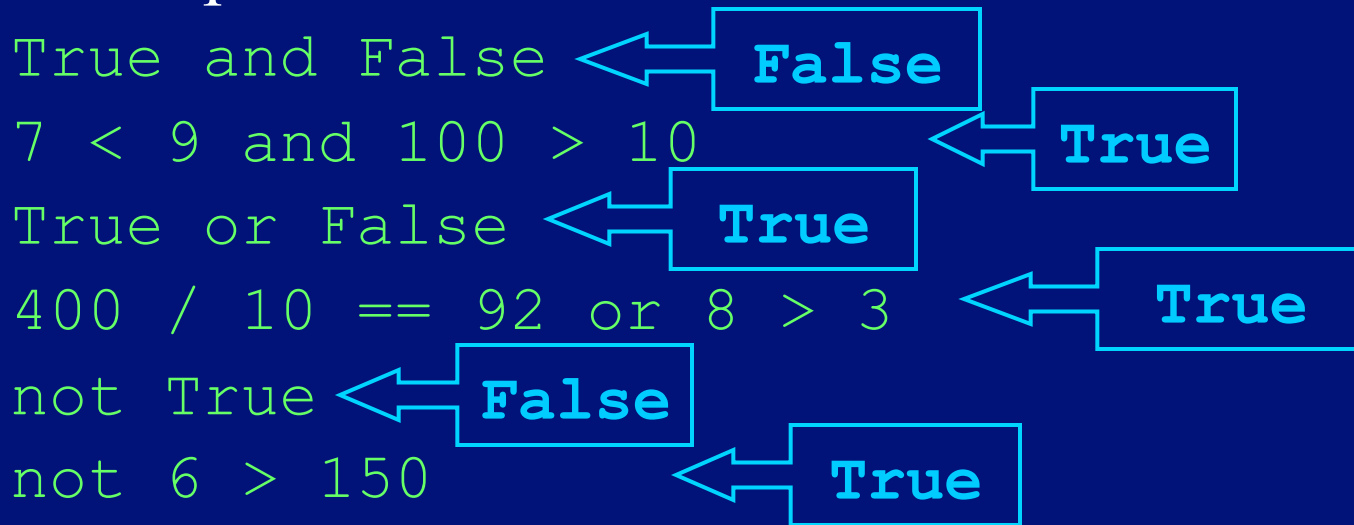 True and False False
7 < 9 and 100 > 10 True
True or False True
400 / 10 == 92 or 8 > 3 True
not True False
not 6 > 150 True